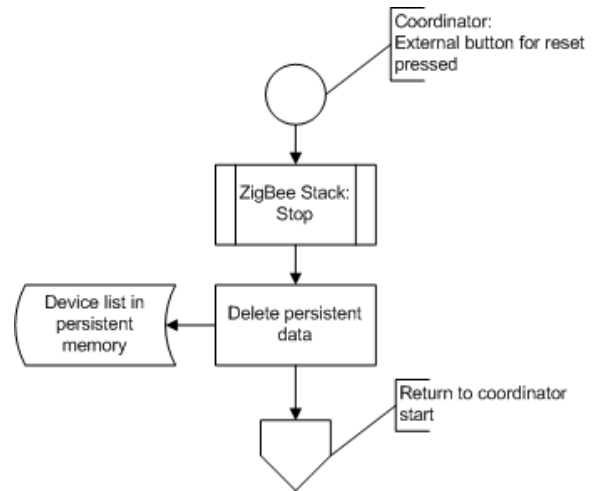 Coordinator:
External button for reset
pressed
ZigBee Stack:
Stop
Device list in
persistent
memory
Delete persistent
data
Return to coordinator
start